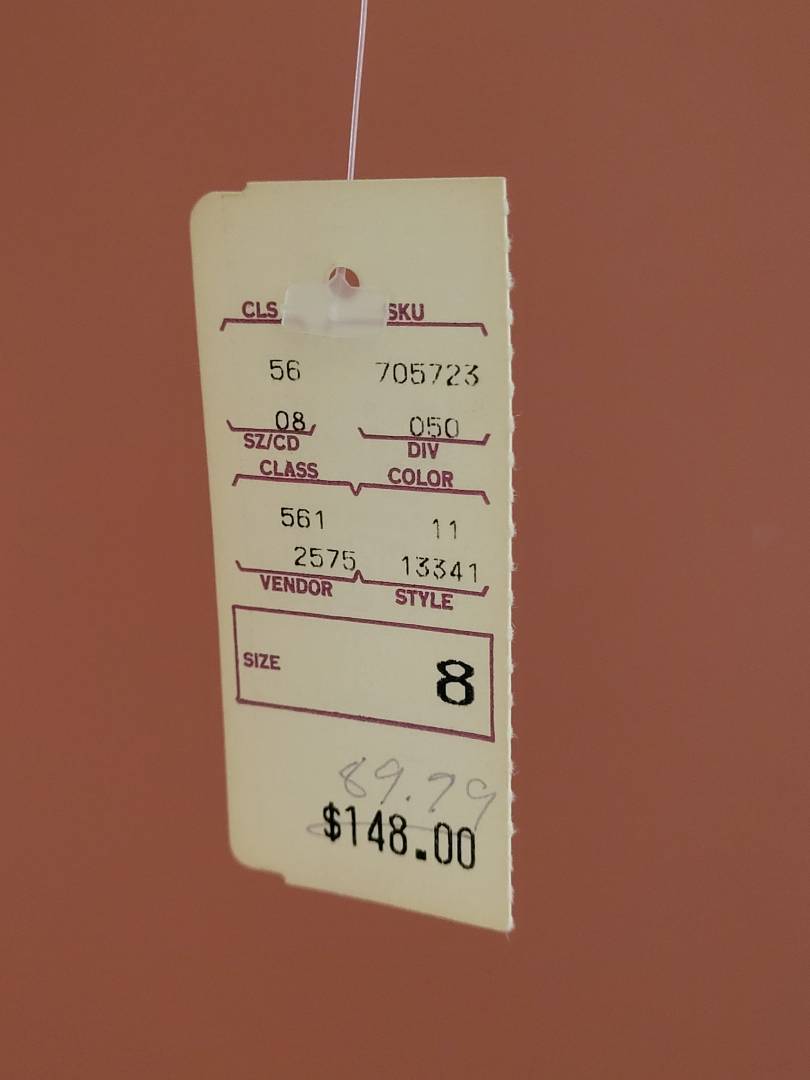 CLS SKU
56 705723
08 050
SZ/CD DIV
CLASS COLOR
561 11
2575 13341
VENDOR STYLE
SIZE 8
89.79
$148.00